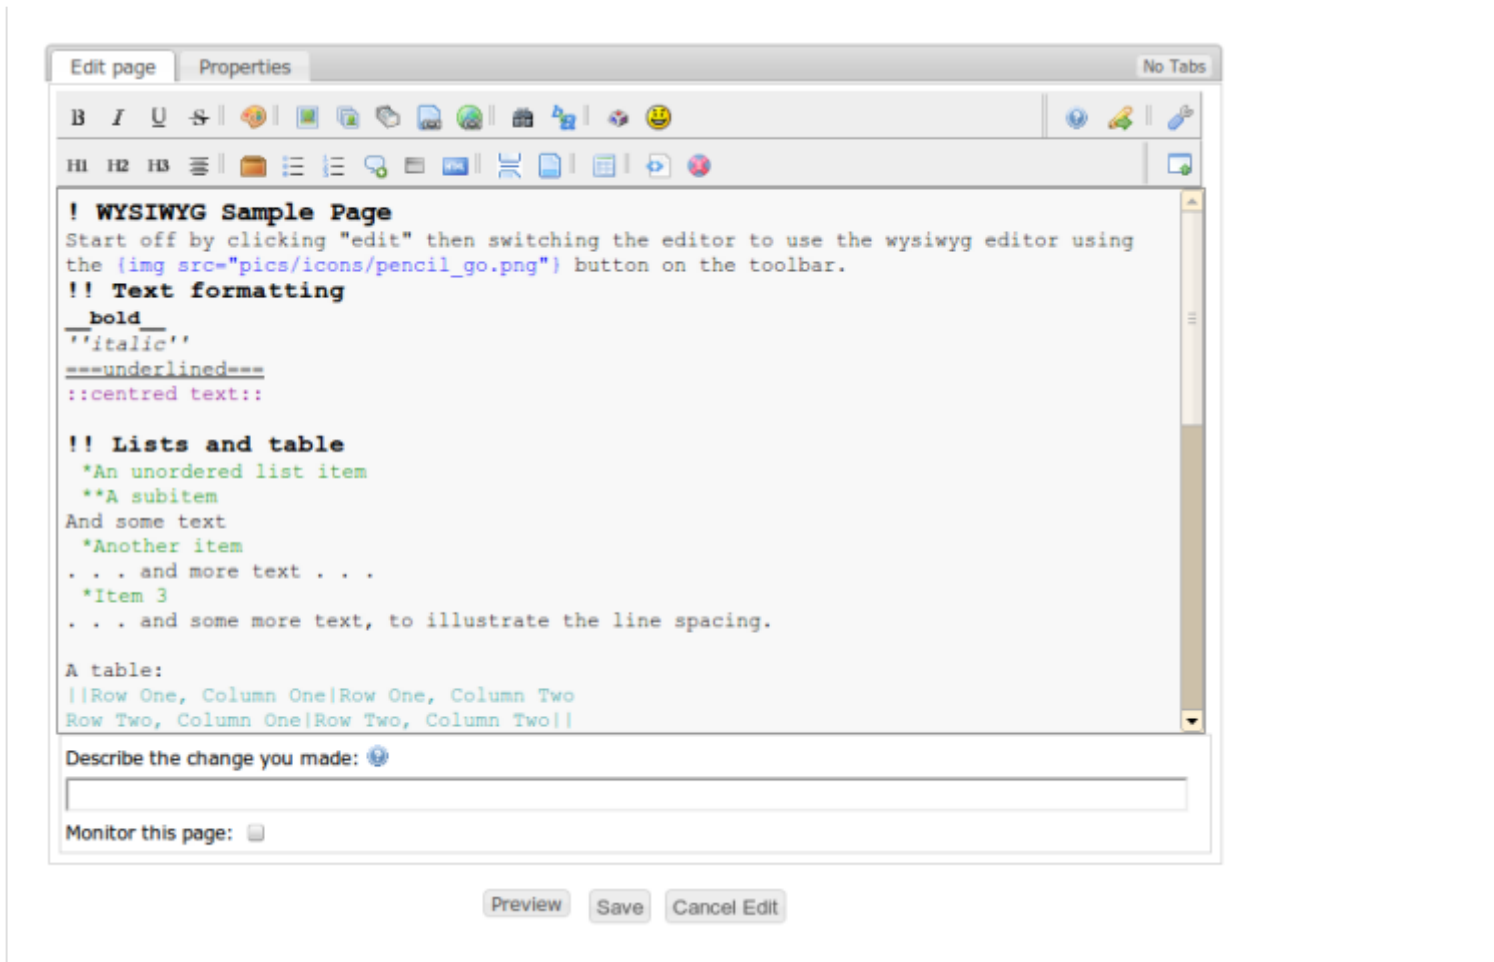 Edit page Properties No Tabs
B I U S
H1 H2 H3
! WYSIWYG Sample Page
Start off by clicking "edit" then switching the editor to use the wysiwyg editor using
the {img src="pics/icons/pencil_go.png"} button on the toolbar.
!! Text formatting
__bold__
''italic''
===underlined===
::centred text::
!! Lists and table
*An unordered list item
**A subitem
And some text
*Another item
. . . and more text . . .
*Item 3
. . . and some more text, to illustrate the line spacing.
A table:
||Row One, Column One|Row One, Column Two
Row Two, Column One|Row Two, Column Two||
Describe the change you made:
Monitor this page:
Preview Save Cancel Edit